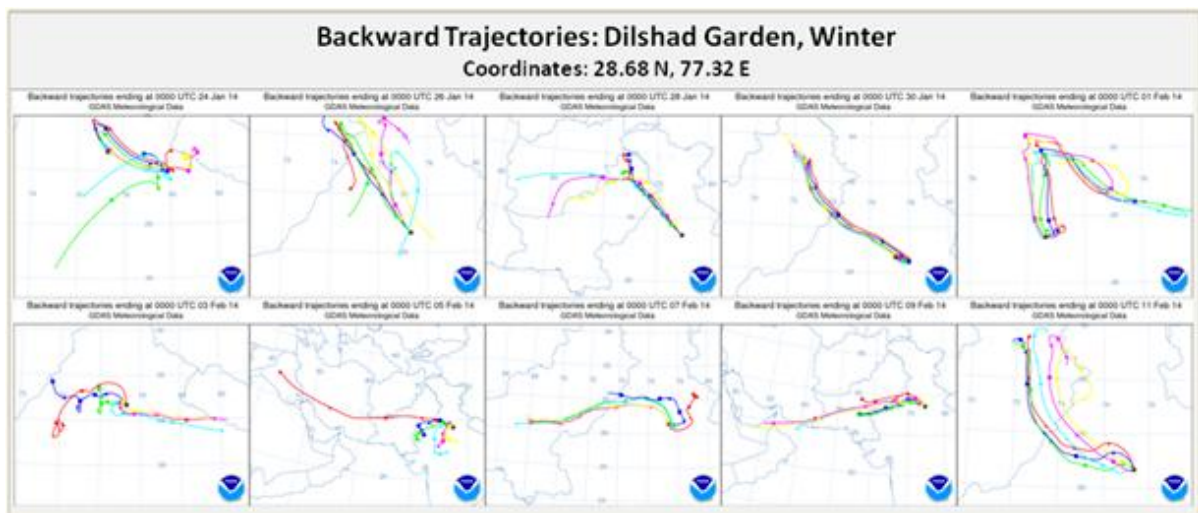 Backward Trajectories: Dilshad Garden, Winter
Coordinates: 28.68 N, 77.32 E
Backward trajectories ending at 0000 UTC 24 Jan 14
GDAS Meteorological Data
Backward trajectories ending at 0000 UTC 26 Jan 14
GDAS Meteorological Data
Backward trajectories ending at 0000 UTC 28 Jan 14
GDAS Meteorological Data
Backward trajectories ending at 0000 UTC 30 Jan 14
GDAS Meteorological Data
Backward trajectories ending at 0000 UTC 01 Feb 14
GDAS Meteorological Data
Backward trajectories ending at 0000 UTC 03 Feb 14
GDAS Meteorological Data
Backward trajectories ending at 0000 UTC 05 Feb 14
GDAS Meteorological Data
Backward trajectories ending at 0000 UTC 07 Feb 14
GDAS Meteorological Data
Backward trajectories ending at 0000 UTC 09 Feb 14
GDAS Meteorological Data
Backward trajectories ending at 0000 UTC 11 Feb 14
GDAS Meteorological Data